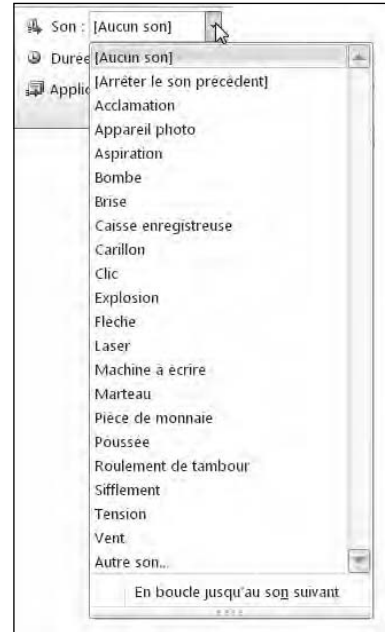 Son : [Aucun son]
Durée
Applic
[Aucun son]
[Arrêter le son précédent]
Acclamation
Appareil photo
Aspiration
Bombe
Brise
Caisse enregistreuse
Carillon
Clic
Explosion
Flèche
Laser
Machine à écrire
Marteau
Pièce de monnaie
Poussée
Roulement de tambour
Sifflement
Tension
Vent
Autre son...
En boucle jusqu'au son suivant